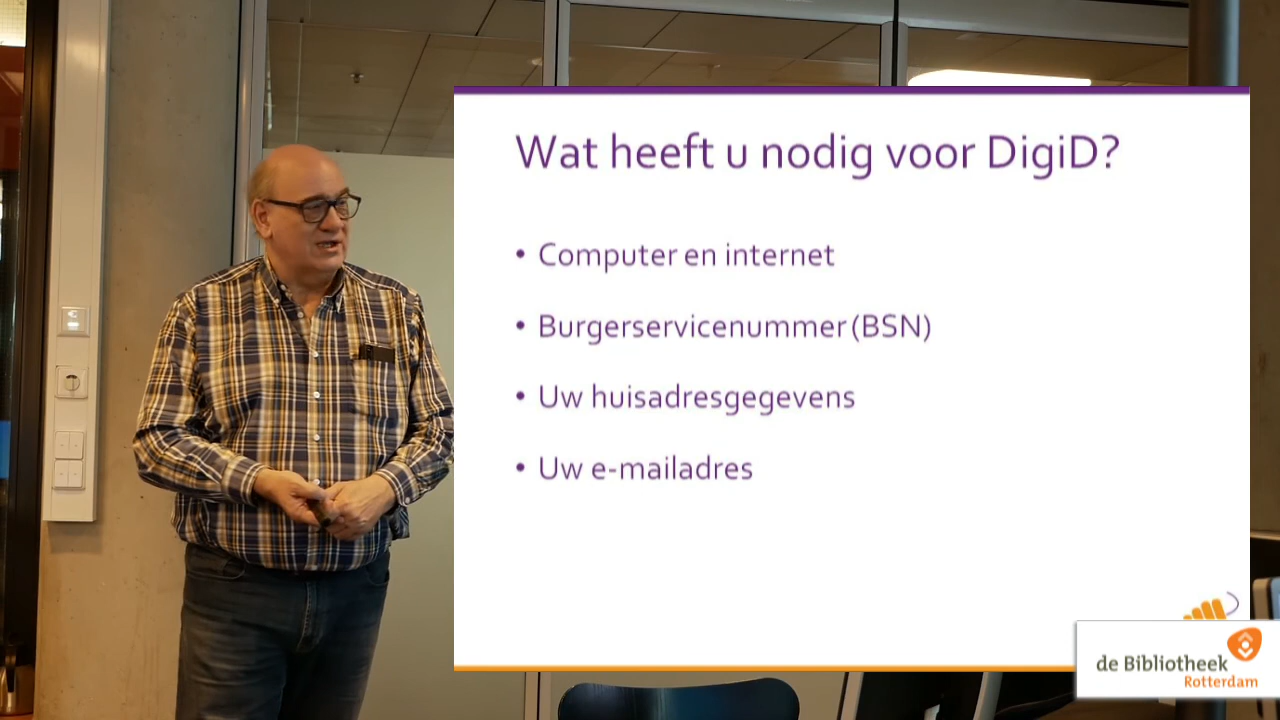 Wat heeft u nodig voor DigiD?
• Computer en internet
• Burgerservicenummer (BSN)
• Uw huisadresgegevens
• Uw e-mailadres
de Bibliotheek
Rotterdam